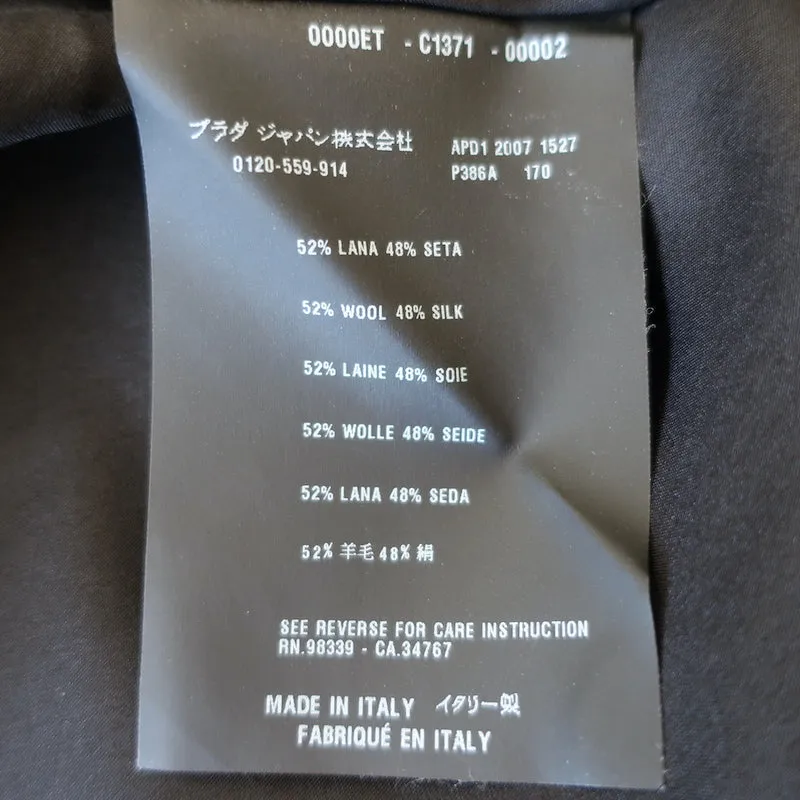 0000ET - C1371 - 00002
プラダ ジャパン株式会社 APD1 2007 1527
0120-559-914 P386A 170
52% LANA 48% SETA
52% WOOL 48% SILK
52% LAINE 48% SOIE
52% WOLLE 48% SEIDE
52% LANA 48% SEDA
52% 羊毛 48% 絹
SEE REVERSE FOR CARE INSTRUCTION
RN.98339 - CA.34767
MADE IN ITALY イタリー製
FABRIQUÉ EN ITALY